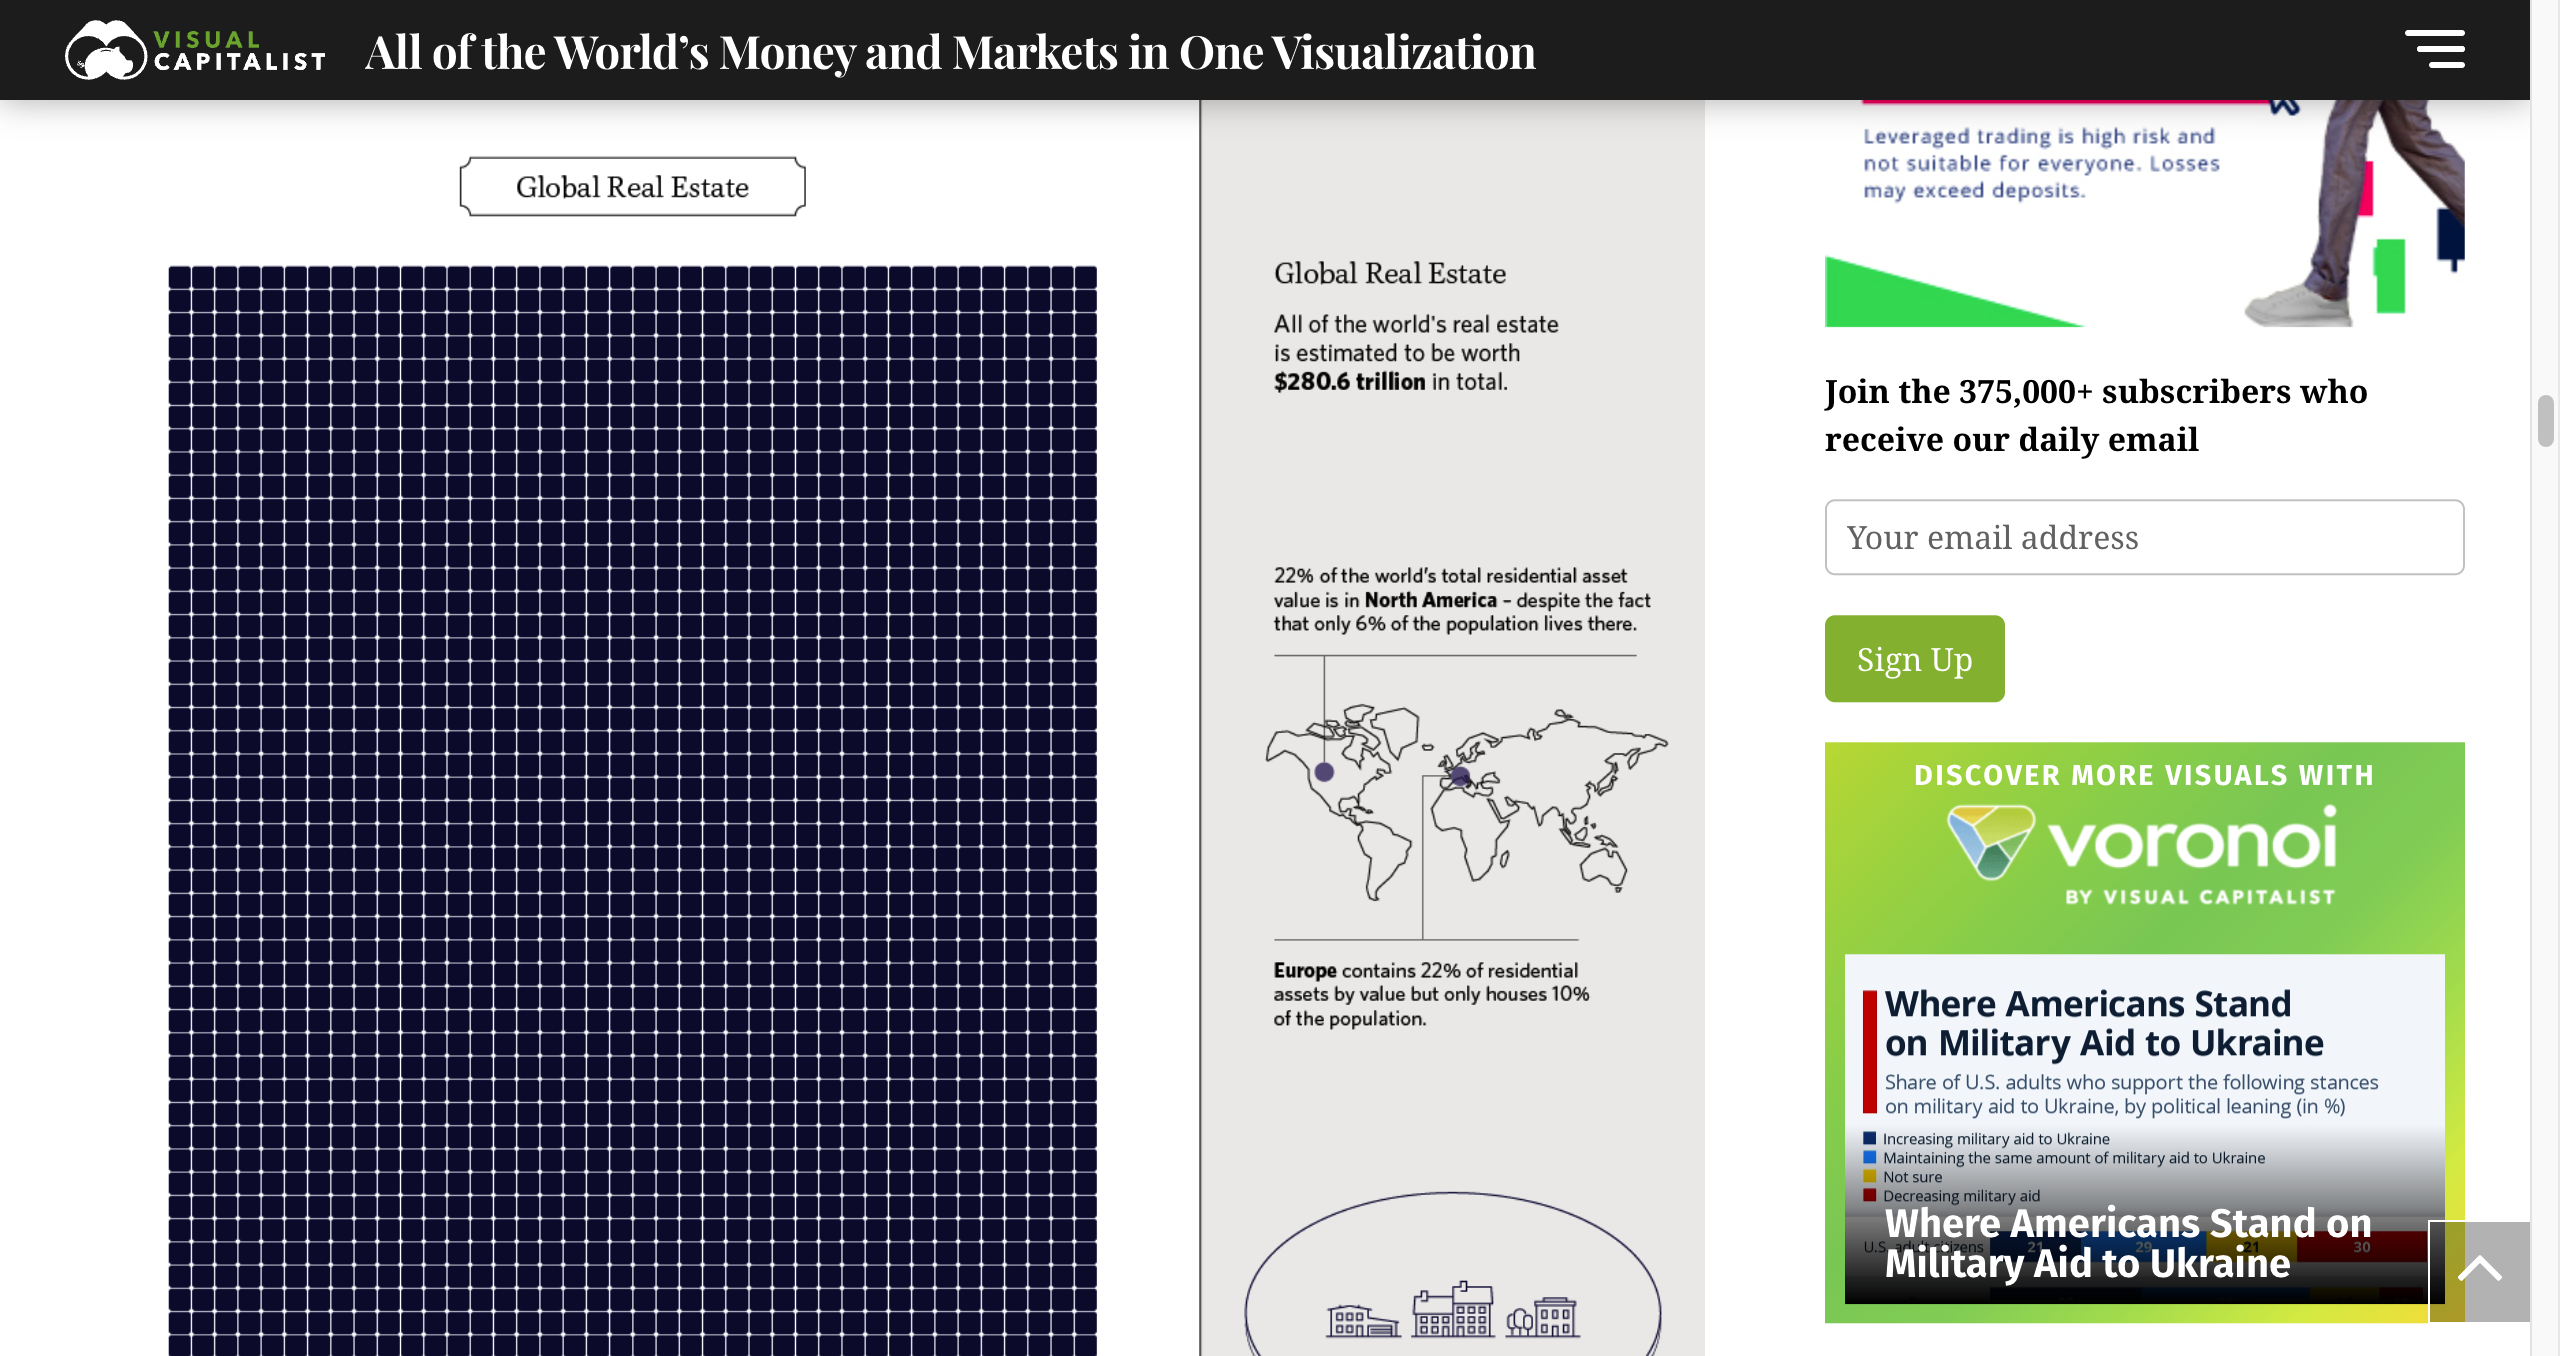 VISUAL
CAPITALIST
All of the World’s Money and Markets in One Visualization
Global Real Estate
Global Real Estate
All of the world's real estate
is estimated to be worth
$280.6 trillion in total.
22% of the world’s total residential asset
value is in North America – despite the fact
that only 6% of the population lives there.
Europe contains 22% of residential
assets by value but only houses 10%
of the population.
Leveraged trading is high risk and
not suitable for everyone. Losses
may exceed deposits.
Join the 375,000+ subscribers who
receive our daily email
Your email address
Sign Up
DISCOVER MORE VISUALS WITH
voronoi
BY VISUAL CAPITALIST
Where Americans Stand
on Military Aid to Ukraine
Share of U.S. adults who support the following stances
on military aid to Ukraine, by political leaning (in %)
Increasing military aid to Ukraine
Maintaining the same amount of military aid to Ukraine
Not sure
Decreasing military aid
Where Americans Stand on
U.S. adult citizens 21 29 21 30
Military Aid to Ukraine